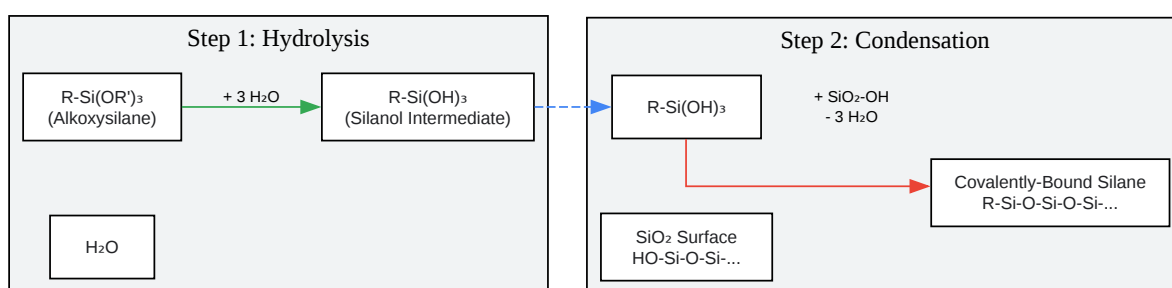 Step 1: Hydrolysis
R-Si(OR')₃
(Alkoxysilane)
+ 3 H₂O
R-Si(OH)₃
(Silanol Intermediate)
H₂O
Step 2: Condensation
R-Si(OH)₃
+ SiO₂-OH
- 3 H₂O
Covalently-Bound Silane
R-Si-O-Si-O-Si-...
SiO₂ Surface
HO-Si-O-Si-...